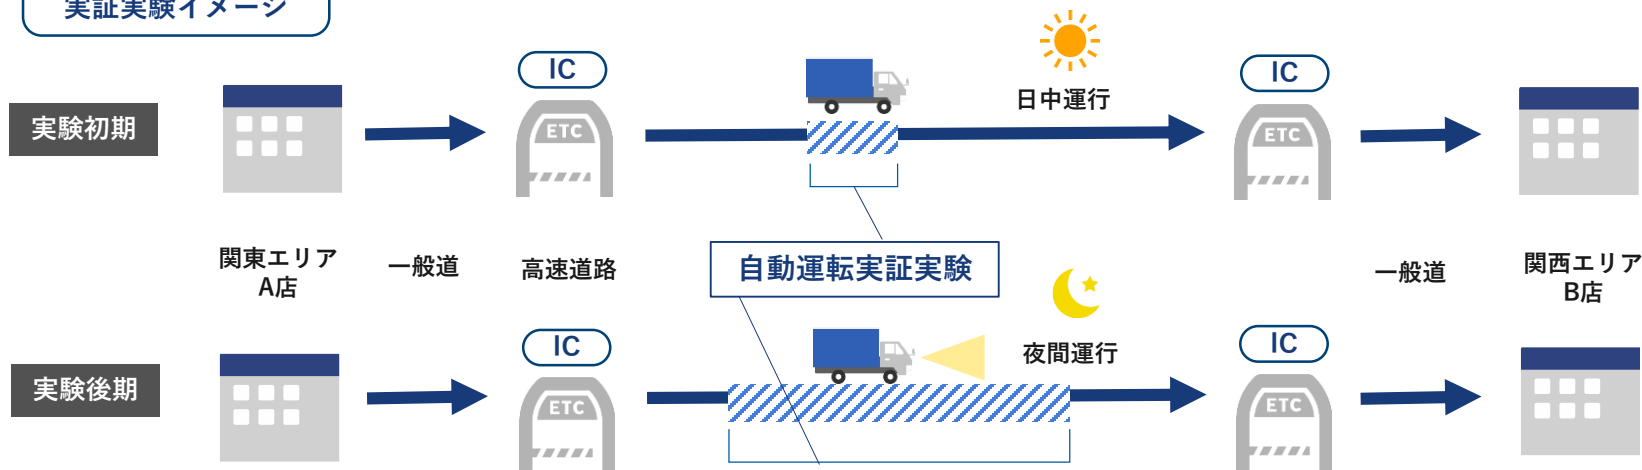 実証実験イメージ
IC
IC
日中運行
実験初期
ETC
ETC
関東エリア
A店
一般道
高速道路
自動運転実証実験
一般道
関西エリア
B店
IC
夜間運行
IC
実験後期
ETC
ETC